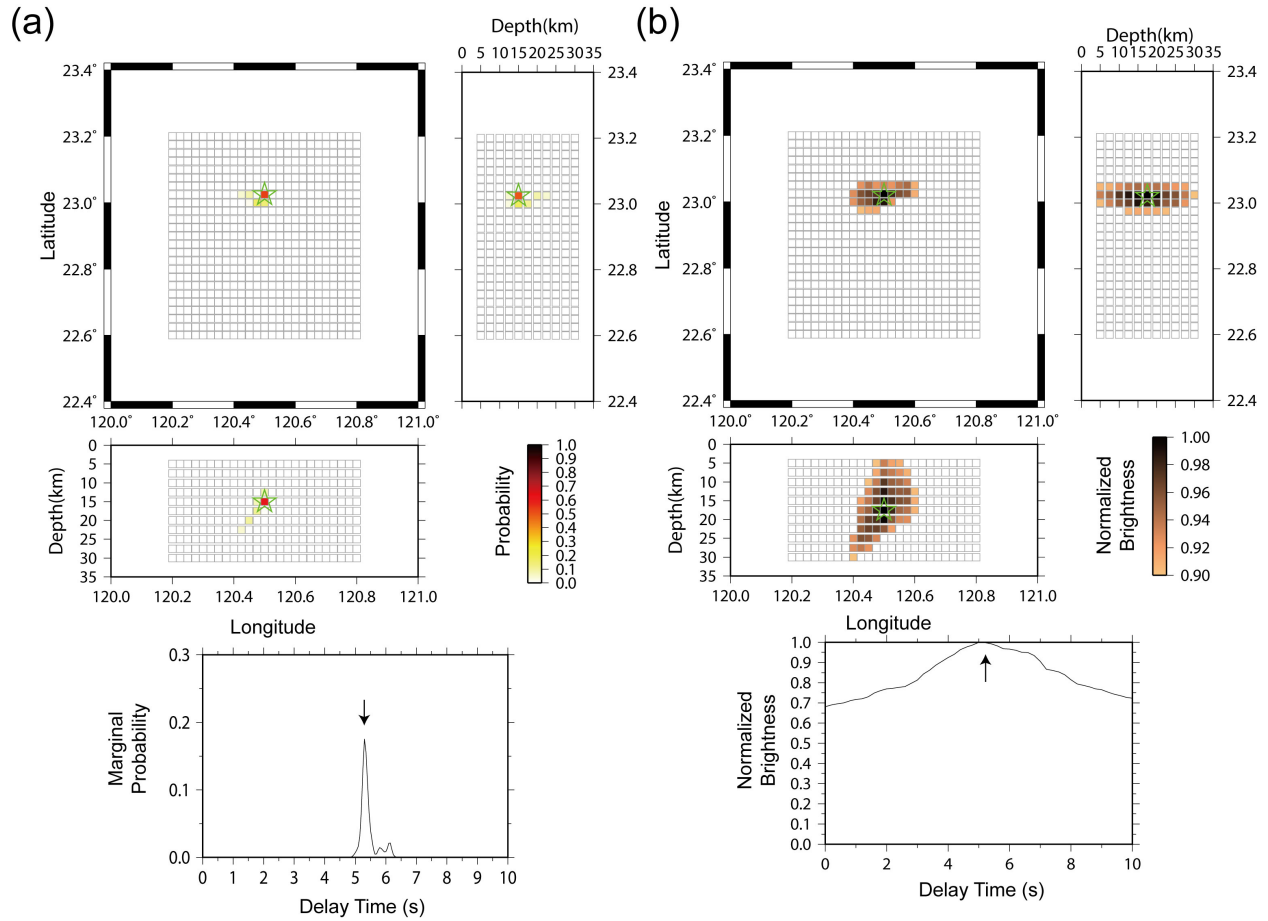 (a)
Depth(km)
0 5 10 15 20 25 30 35
23.4°
23.2°
23.0°
22.8°
22.6°
22.4°
Latitude
120.0° 120.2° 120.4° 120.6° 120.8° 121.0°
23.4
23.2
23.0
22.8
22.6
22.4
0
5
10
15
20
25
30
35
Depth(km)
120.0 120.2 120.4 120.6 120.8 121.0
Longitude
Probability
1.0
0.9
0.8
0.7
0.6
0.5
0.4
0.3
0.2
0.1
0.0
0.3
0.2
0.1
0.0
Marginal
Probability
0 1 2 3 4 5 6 7 8 9 10
Delay Time (s)
(b)
Depth(km)
0 5 10 15 20 25 30 35
23.4°
23.2°
23.0°
22.8°
22.6°
22.4°
Latitude
120.0° 120.2° 120.4° 120.6° 120.8° 121.0°
23.4
23.2
23.0
22.8
22.6
22.4
0
5
10
15
20
25
30
35
Depth(km)
120.0 120.2 120.4 120.6 120.8 121.0
Longitude
Normalized
Brightness
1.00
0.98
0.96
0.94
0.92
0.90
1.0
0.9
0.8
0.7
0.6
0.5
0.4
0.3
0.2
0.1
0.0
Normalized
Brightness
0 2 4 6 8 10
Delay Time (s)